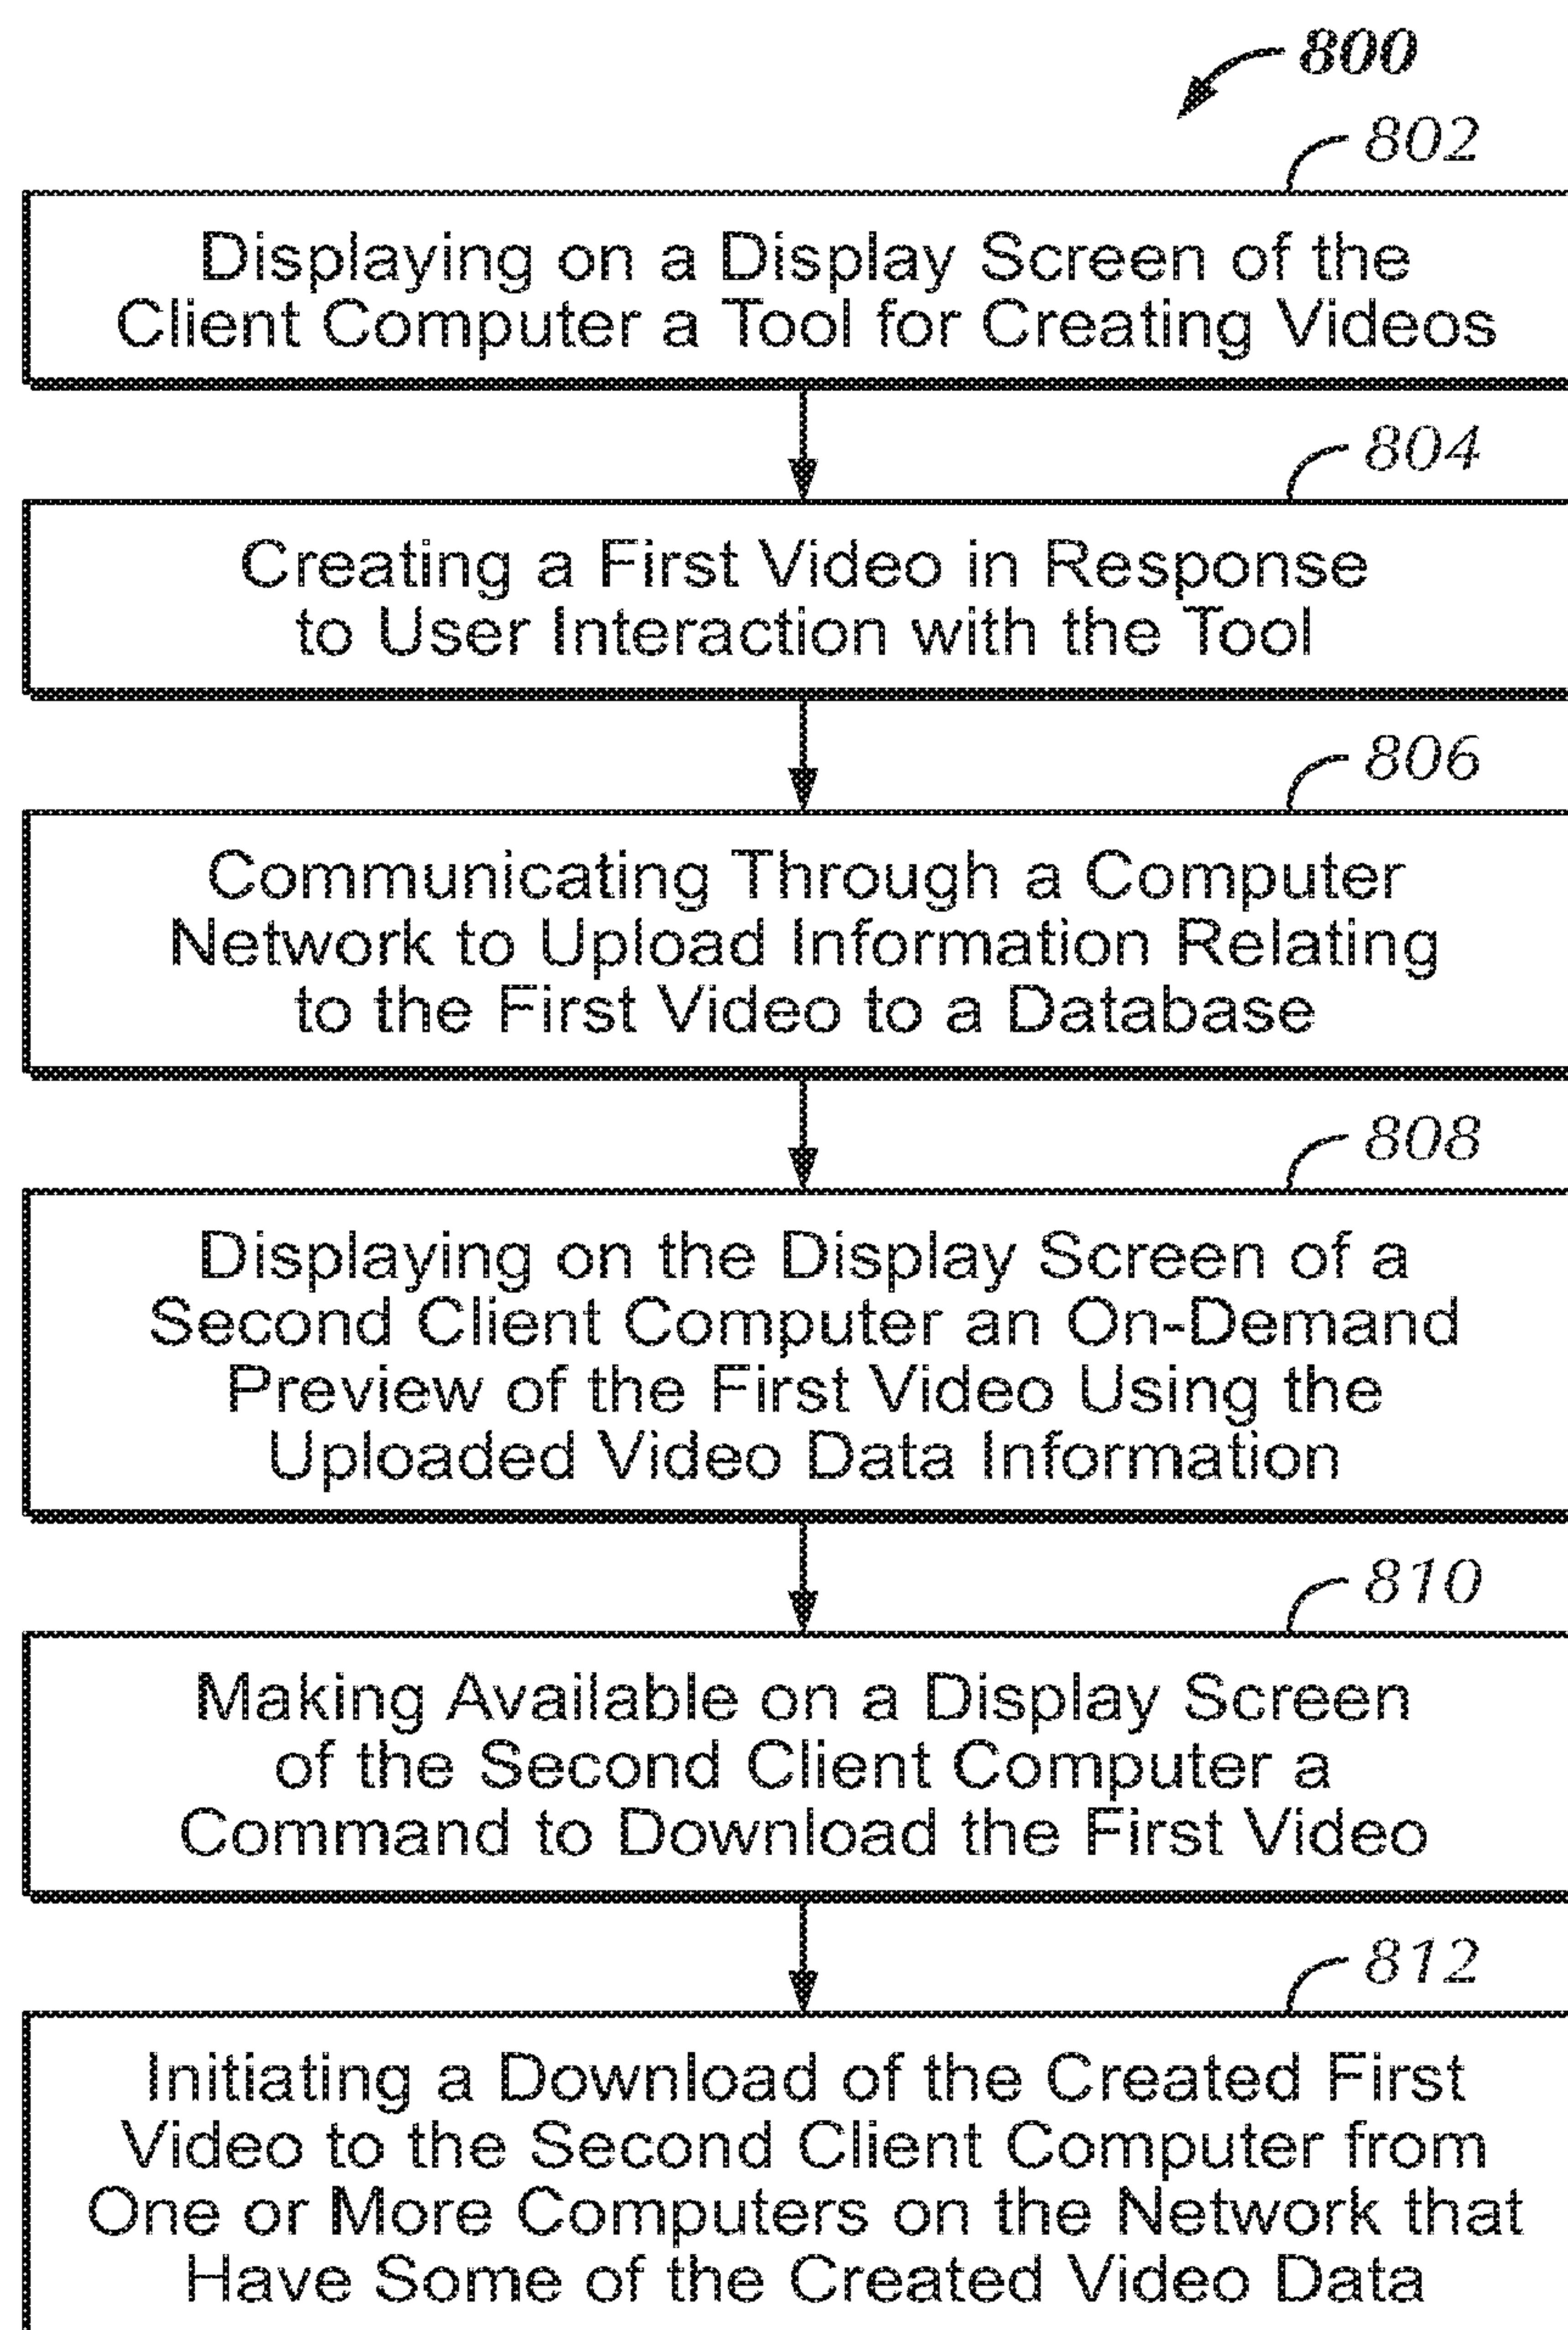 800
802
Displaying on a Display Screen of the
Client Computer a Tool for Creating Videos
804
Creating a First Video in Response
to User Interaction with the Tool
806
Communicating Through a Computer
Network to Upload Information Relating
to the First Video to a Database
808
Displaying on the Display Screen of a
Second Client Computer an On-Demand
Preview of the First Video Using the
Uploaded Video Data Information
810
Making Available on a Display Screen
of the Second Client Computer a
Command to Download the First Video
812
Initiating a Download of the Created First
Video to the Second Client Computer from
One or More Computers on the Network that
Have Some of the Created Video Data